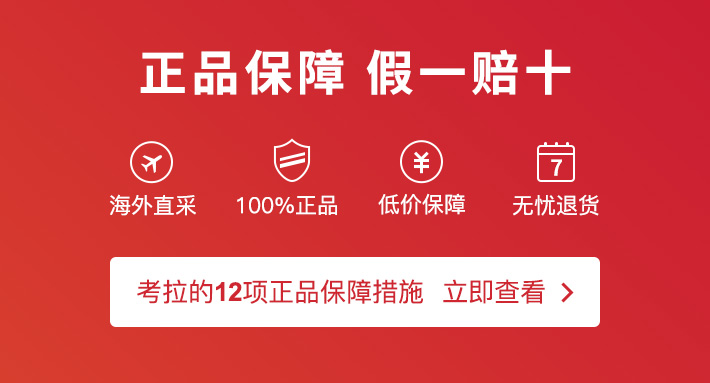 正品保障 假一赔十
¥
7
海外直采 100%正品 低价保障 无忧退货
考拉的12项正品保障措施 立即查看 >